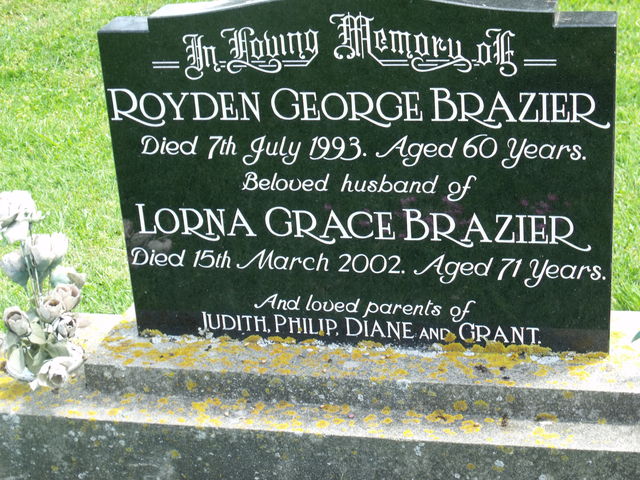 In Loving Memory of
ROYDEN GEORGE BRAZIER
Died 7th July 1993. Aged 60 Years.
Beloved husband of
LORNA GRACE BRAZIER
Died 15th March 2002. Aged 71 Years.
And loved parents of
JUDITH, PHILIP, DIANE AND GRANT.